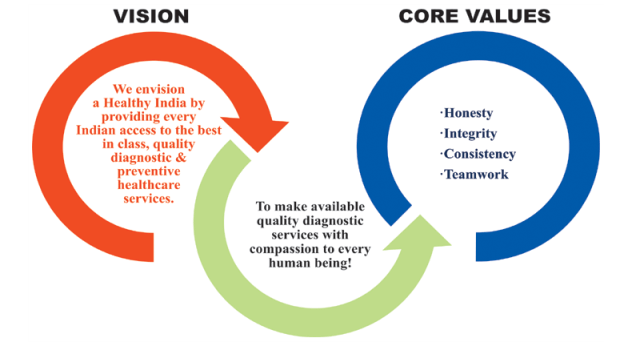 VISION
We envision
a Healthy India by
providing every
Indian access to the best
in class, quality
diagnostic &
preventive
healthcare
services.
To make available
quality diagnostic
services with
compassion to every
human being!
CORE VALUES
·Honesty
·Integrity
·Consistency
·Teamwork